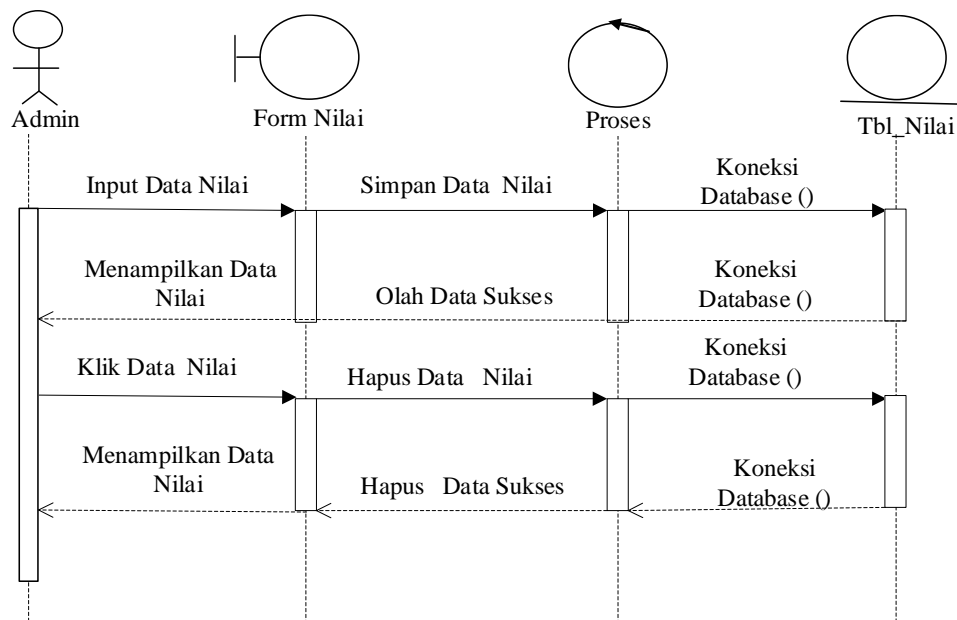 Admin
Form Nilai
Proses
Tbl_Nilai
Input Data Nilai
Simpan Data Nilai
Koneksi
Database ()
Menampilkan Data
Nilai
Olah Data Sukses
Koneksi
Database ()
Klik Data Nilai
Hapus Data Nilai
Koneksi
Database ()
Menampilkan Data
Nilai
Hapus Data Sukses
Koneksi
Database ()